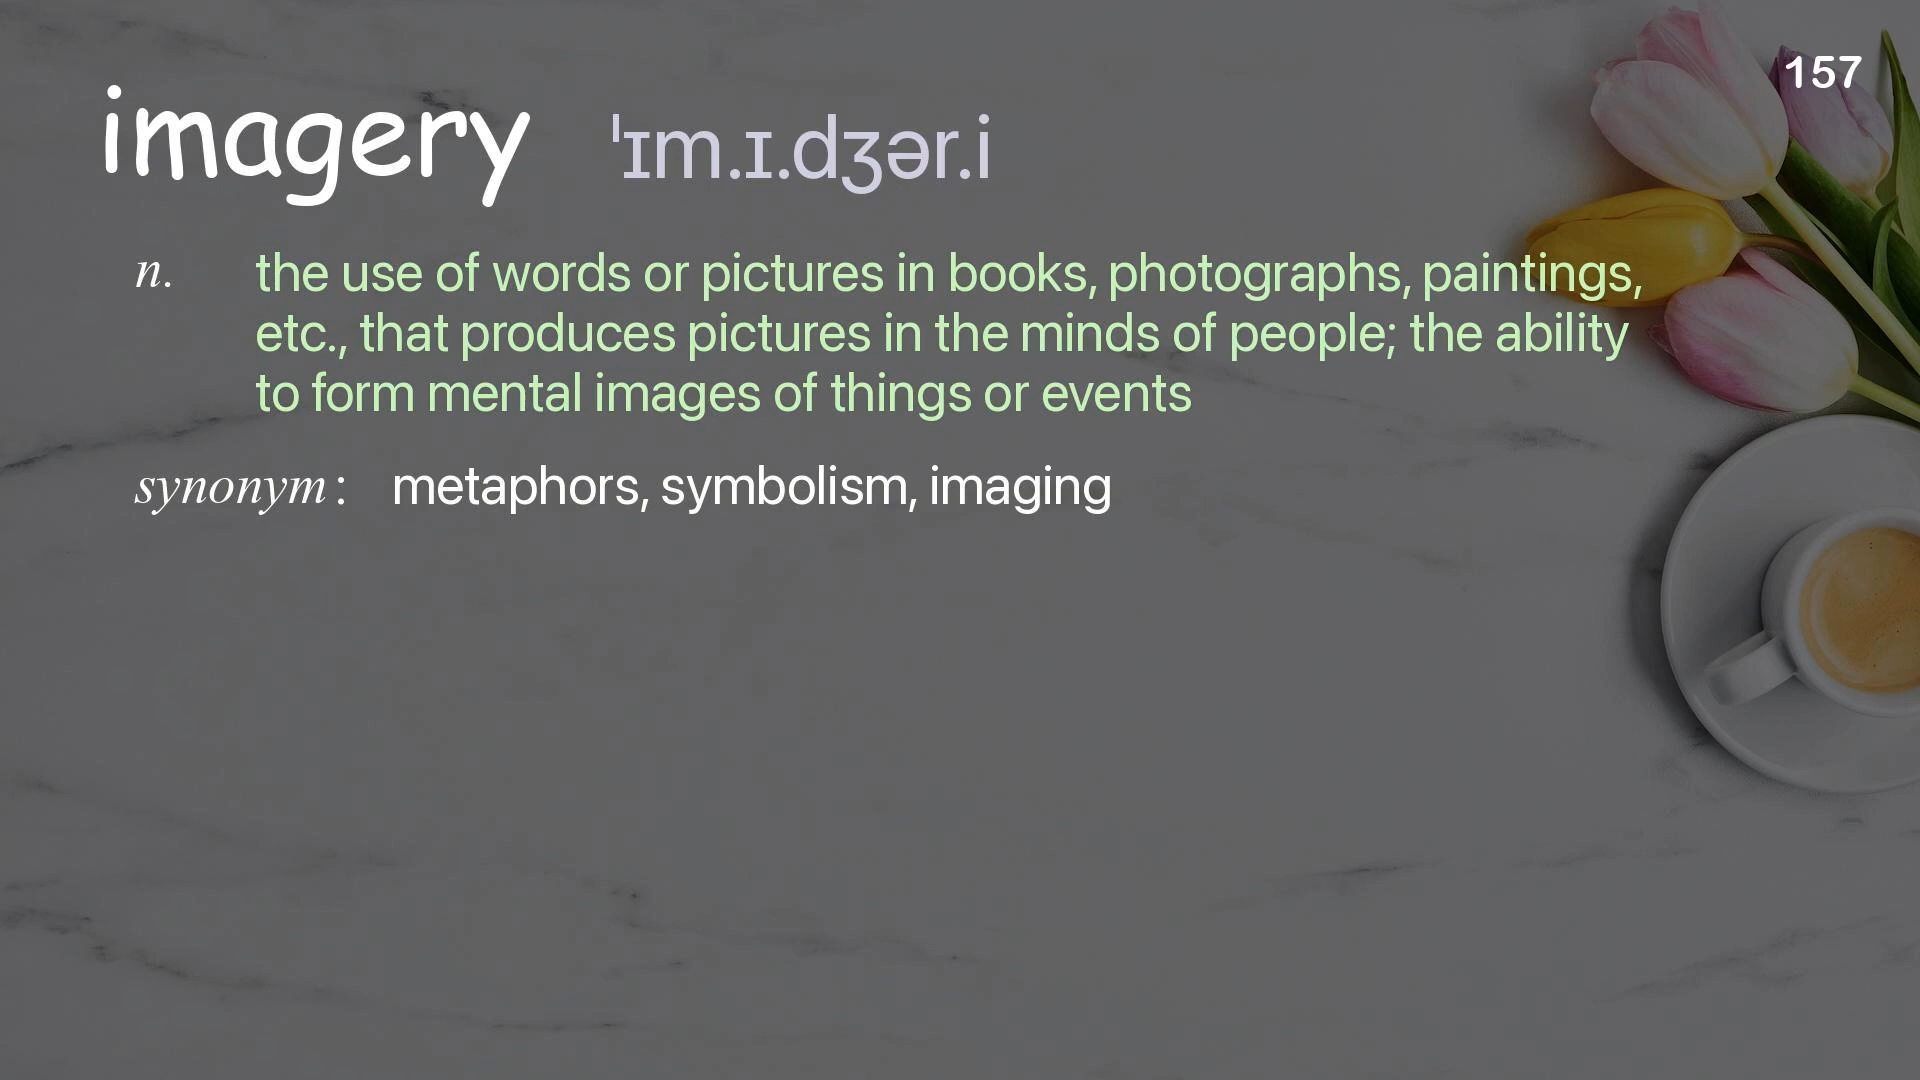 157
imagery ˈɪm.ɪ.dʒər.i
n. the use of words or pictures in books, photographs, paintings,
etc., that produces pictures in the minds of people; the ability
to form mental images of things or events
synonym : metaphors, symbolism, imaging